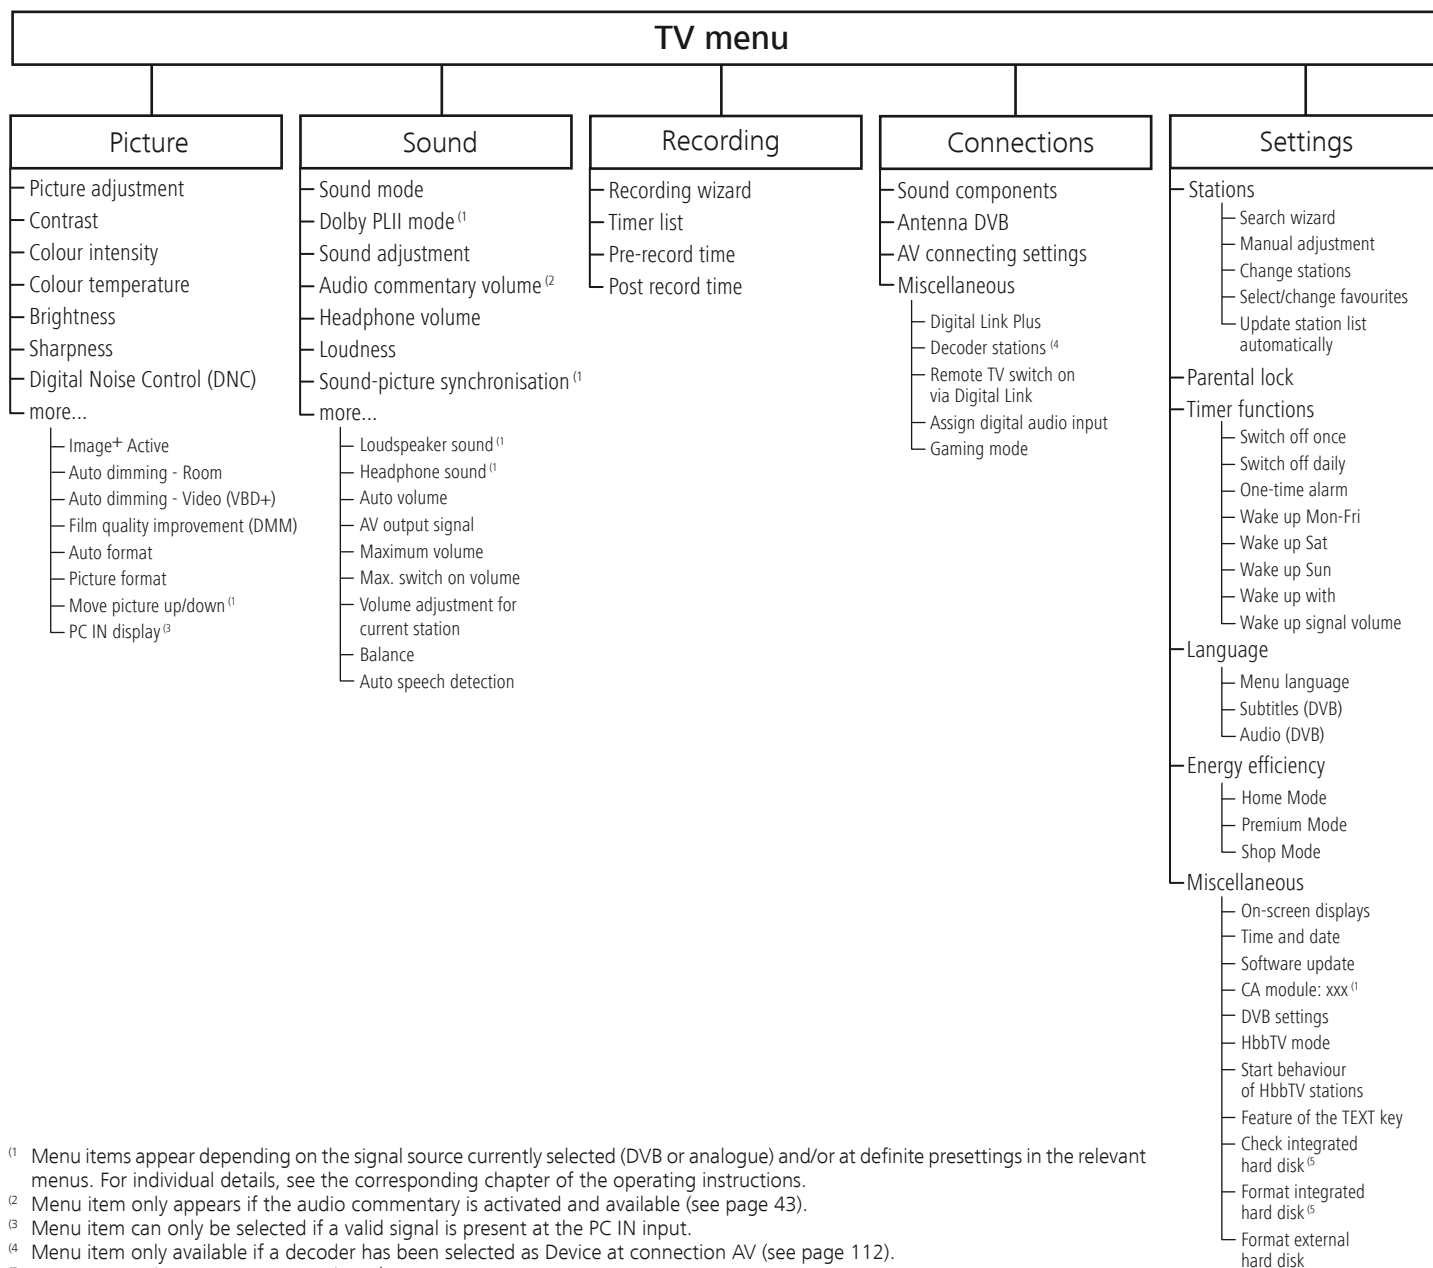 TV menu
Picture
Picture adjustment
Contrast
Colour intensity
Colour temperature
Brightness
Sharpness
Digital Noise Control (DNC)
more...
Image+ Active
Auto dimming - Room
Auto dimming - Video (VBD+)
Film quality improvement (DMM)
Auto format
Picture format
Move picture up/down (1
PC IN display (3
Sound
Sound mode
Dolby PLII mode (1
Sound adjustment
Audio commentary volume (2
Headphone volume
Loudness
Sound-picture synchronisation (1
more...
Loudspeaker sound (1
Headphone sound (1
Auto volume
AV output signal
Maximum volume
Max. switch on volume
Volume adjustment for
current station
Balance
Auto speech detection
Recording
Recording wizard
Timer list
Pre-record time
Post record time
Connections
Sound components
Antenna DVB
AV connecting settings
Miscellaneous
Digital Link Plus
Decoder stations (4
Remote TV switch on
via Digital Link
Assign digital audio input
Gaming mode
Settings
Stations
Search wizard
Manual adjustment
Change stations
Select/change favourites
Update station list
automatically
Parental lock
Timer functions
Switch off once
Switch off daily
One-time alarm
Wake up Mon-Fri
Wake up Sat
Wake up Sun
Wake up with
Wake up signal volume
Language
Menu language
Subtitles (DVB)
Audio (DVB)
Energy efficiency
Home Mode
Premium Mode
Shop Mode
Miscellaneous
On-screen displays
Time and date
Software update
CA module: xxx (1
DVB settings
HbbTV mode
Start behaviour
of HbbTV stations
Feature of the TEXT key
Check integrated
hard disk (5
Format integrated
hard disk (5
Format external
hard disk
(1 Menu items appear depending on the signal source currently selected (DVB or analogue) and/or at definite presettings in the relevant
menus. For individual details, see the corresponding chapter of the operating instructions.
(2 Menu item only appears if the audio commentary is activated and available (see page 43).
(3 Menu item can only be selected if a valid signal is present at the PC IN input.
(4 Menu item only available if a decoder has been selected as Device at connection AV (see page 112).